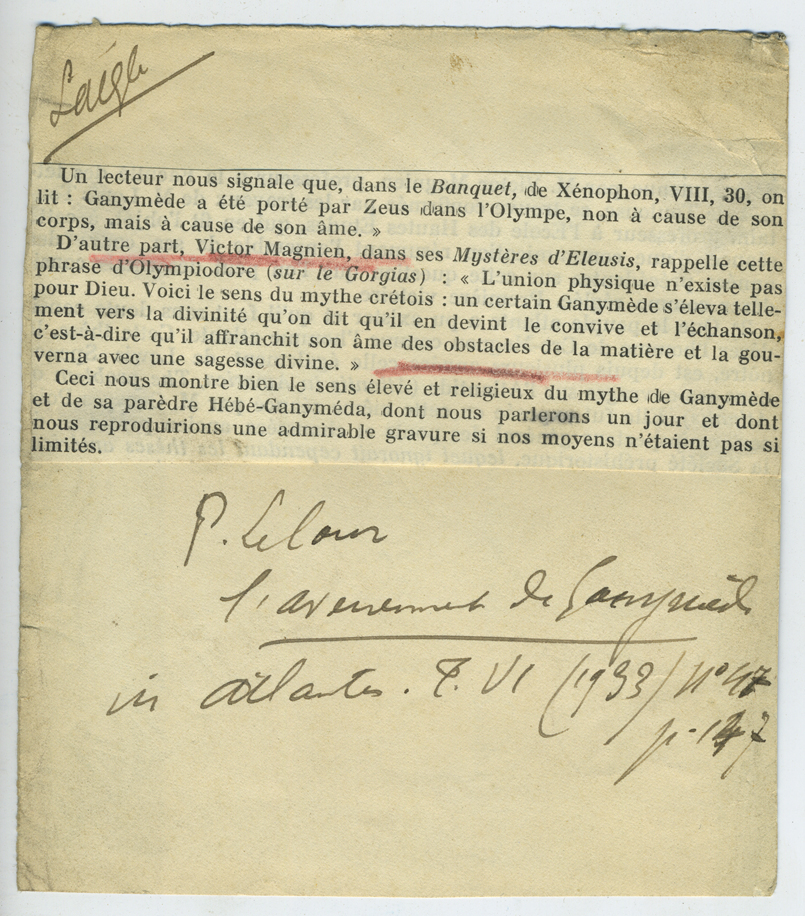 L'aigle
Un lecteur nous signale que, dans le Banquet, de Xénophon, VIII, 30, on
lit : Ganymède a été porté par Zeus dans l'Olympe, non à cause de son
corps, mais à cause de son âme. »
D'autre part, Victor Magnien, dans ses Mystères d'Eleusis, rappelle cette
phrase d'Olympiodore (sur le Gorgias) : « L'union physique n'existe pas
pour Dieu. Voici le sens du mythe crétois : un certain Ganymède s'éleva telle-
ment vers la divinité qu'on dit qu'il en devint le convive et l'échanson,
c'est-à-dire qu'il affranchit son âme des obstacles de la matière et la gou-
verna avec une sagesse divine. »
Ceci nous montre bien le sens élevé et religieux du mythe de Ganymède
et de sa parèdre Hébé-Ganyméda, dont nous parlerons un jour et dont
nous reproduirions une admirable gravure si nos moyens n'étaient pas si
limités.
P. Le Cour
l'avènement de Ganymède
in Atlantis. T. VI (1933) n° 47
p.